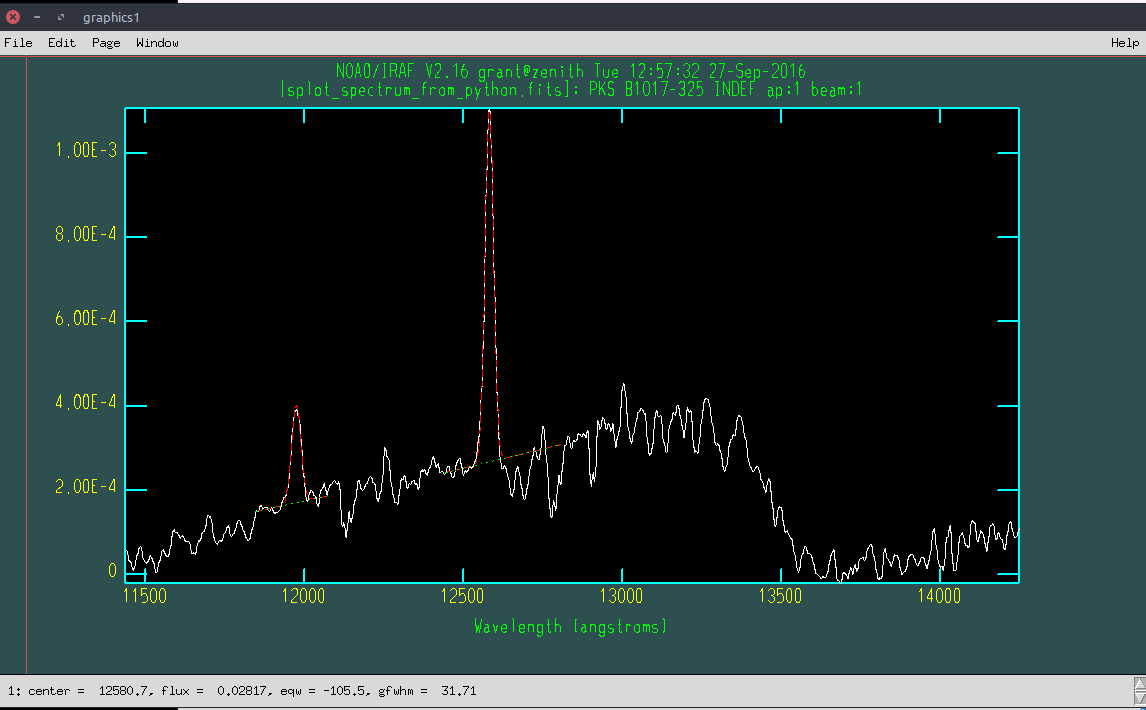 graphics1
File Edit Page Window Help
NOAO/IRAF V2.16 grant@zenith Tue 12:57:32 27-Sep-2016
[splot_spectrum_from_python.fits]: PKS B1017-325 INDEF ap:1 beam:1
1.00E-3
8.00E-4
6.00E-4
4.00E-4
2.00E-4
0
11500 12000 12500 13000 13500 14000
Wavelength (angstroms)
1: center = 12580.7, flux = 0.02817, eqw = -105.5, gfwhm = 31.71